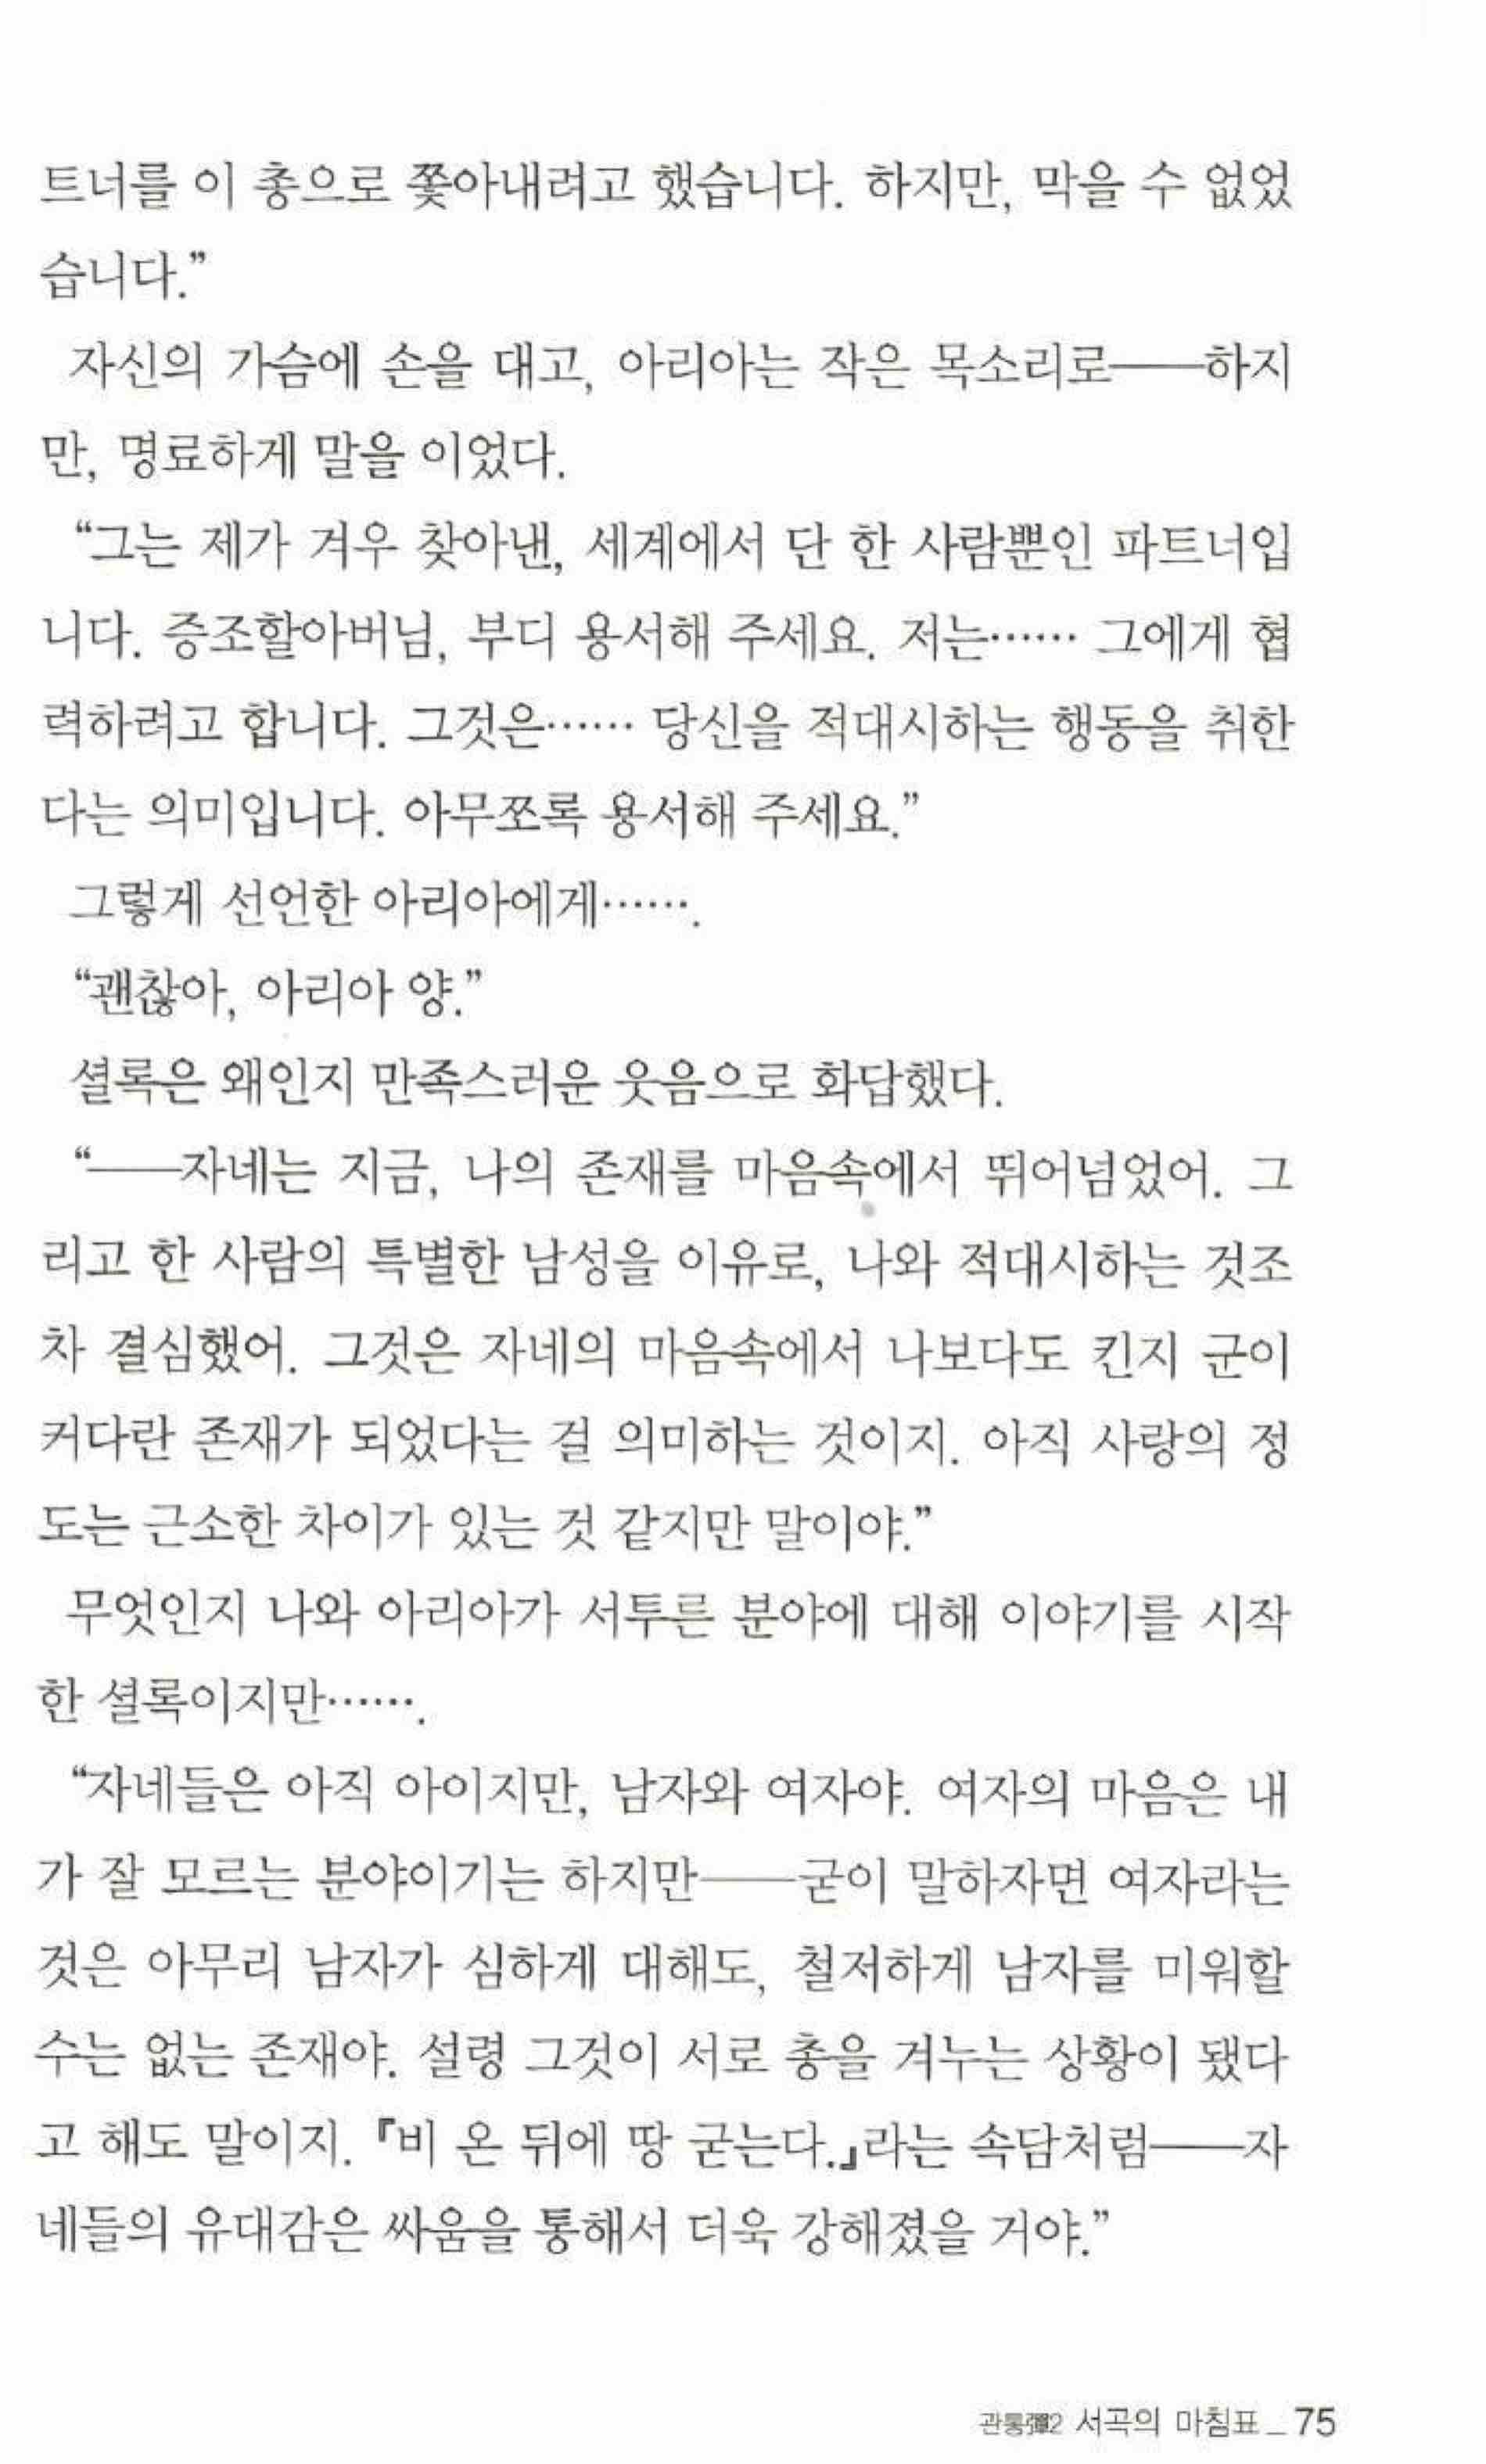 트너를 이 총으로 쫓아내려고 했습니다. 하지만, 막을 수 없었
습니다.”
자신의 가슴에 손을 대고, 아리아는 작은 목소리로──하지
만, 명료하게 말을 이었다.
“그는 제가 겨우 찾아낸, 세계에서 단 한 사람뿐인 파트너입
니다. 증조할아버님, 부디 용서해 주세요. 저는…… 그에게 협
력하려고 합니다. 그것은…… 당신을 적대시하는 행동을 취한
다는 의미입니다. 아무쪼록 용서해 주세요.”
그렇게 선언한 아리아에게…….
“괜찮아, 아리아 양.”
셜록은 왜인지 만족스러운 웃음으로 화답했다.
“──자네는 지금, 나의 존재를 마음속에서 뛰어넘었어. 그
리고 한 사람의 특별한 남성을 이유로, 나와 적대시하는 것조
차 결심했어. 그것은 자네의 마음속에서 나보다도 킨지 군이
커다란 존재가 되었다는 걸 의미하는 것이지. 아직 사랑의 정
도는 근소한 차이가 있는 것 같지만 말이야.”
무엇인지 나와 아리아가 서투른 분야에 대해 이야기를 시작
한 셜록이지만…….
“자네들은 아직 아이지만, 남자와 여자야. 여자의 마음은 내
가 잘 모르는 분야이기는 하지만──굳이 말하자면 여자라는
것은 아무리 남자가 심하게 대해도, 철저하게 남자를 미워할
수는 없는 존재야. 설령 그것이 서로 총을 겨누는 상황이 됐다
고 해도 말이지. 『비 온 뒤에 땅 굳는다.』라는 속담처럼──자
네들의 유대감은 싸움을 통해서 더욱 강해졌을 거야.”
관통彈2 서곡의 마침표 _ 75